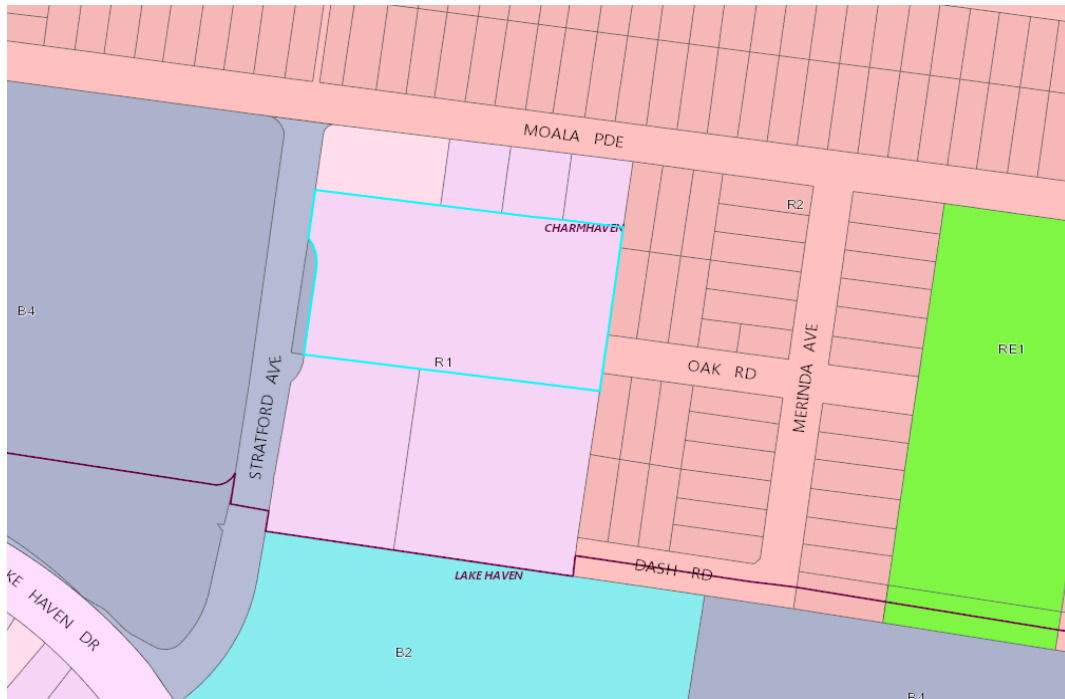 MOALA PDE
R2
CHARMHAVEN
B4
RE1
MERINDA AVE
R1
OAK RD
STRATFORD AVE
DASH RD
LAKE HAVEN
KE HAVEN DR
B2
B4